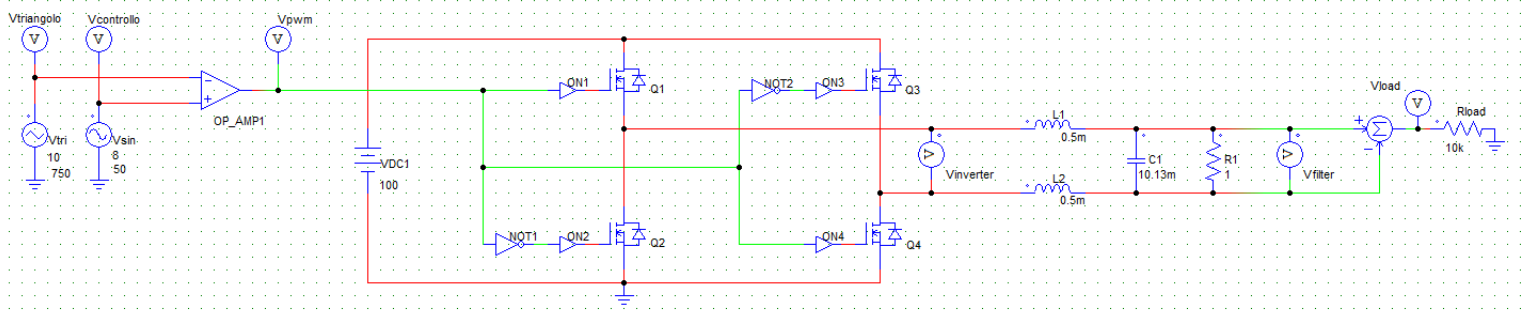 Vtriangolo
Vcontrollo
Vpwm
V
V
V
OP_AMP1
Vtri
10
750
Vsin
8
50
VDC1
100
ON1
Q1
NOT1
ON2
Q2
NOT2
ON3
Q3
ON4
Q4
V
Vinverter
L1
0.5m
L2
0.5m
C1
10.13m
R1
1
V
Vfilter
Vload
V
Rload
10k